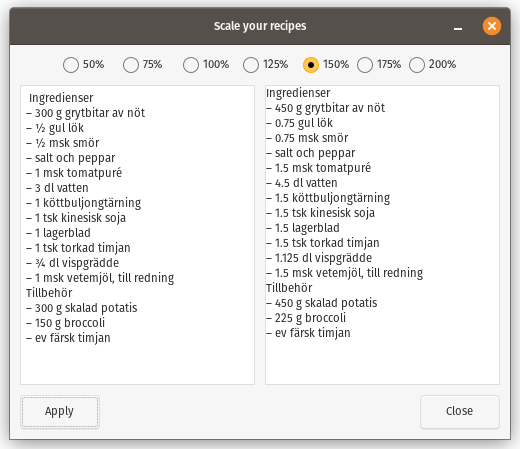 Scale your recipes
50% 75% 100% 125% 150% 175% 200%
Ingredienser
– 300 g grytbitar av nöt
– ½ gul lök
– ½ msk smör
– salt och peppar
– 1 msk tomatpuré
– 3 dl vatten
– 1 köttbuljongtärning
– 1 tsk kinesisk soja
– 1 lagerblad
– 1 tsk torkad timjan
– ¾ dl vispgrädde
– 1 msk vetemjöl, till redning
Tillbehör
– 300 g skalad potatis
– 150 g broccoli
– ev färsk timjan
Ingredienser
– 450 g grytbitar av nöt
– 0.75 gul lök
– 0.75 msk smör
– salt och peppar
– 1.5 msk tomatpuré
– 4.5 dl vatten
– 1.5 köttbuljongtärning
– 1.5 tsk kinesisk soja
– 1.5 lagerblad
– 1.5 tsk torkad timjan
– 1.125 dl vispgrädde
– 1.5 msk vetemjöl, till redning
Tillbehör
– 450 g skalad potatis
– 225 g broccoli
– ev färsk timjan
Apply
Close